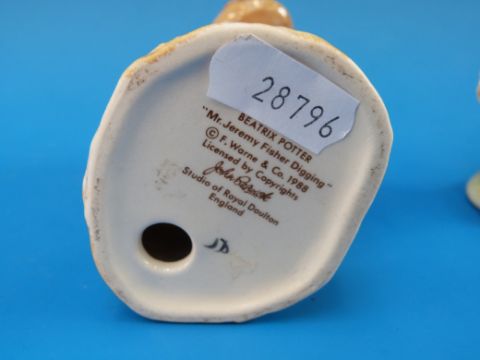 28796
BEATRIX POTTER
"Mr. Jeremy Fisher Digging"
© F. Warne & Co. 1988
Licensed by Copyrights
Studio of Royal Doulton
England